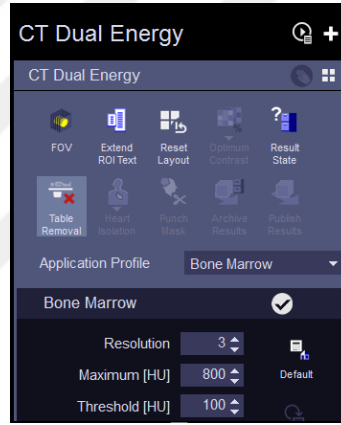 CT Dual Energy
CT Dual Energy
FOV
Extend
ROI Text
Reset
Layout
Optimum
Contrast
Result
State
Table
Removal
Heart
Isolation
Punch
Mask
Archive
Results
Publish
Results
Application Profile Bone Marrow
Bone Marrow
Resolution 3
Maximum [HU] 800 Default
Threshold [HU] 100